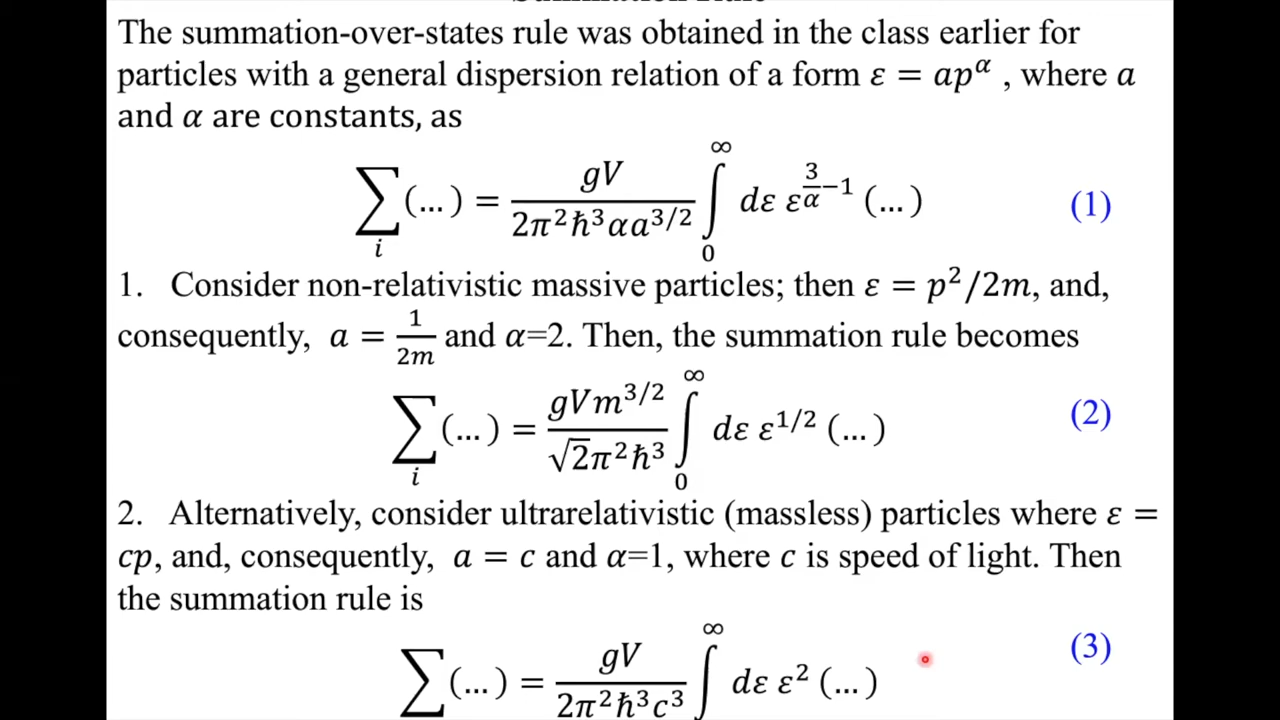 The summation-over-states rule was obtained in the class earlier for
particles with a general dispersion relation of a form ε = apᵅ , where a
and α are constants, as
∑ᵢ(...) = gV / 2π²ℏ³αa^{3/2} ∫₀^∞ dε ε^{3/α−1} (...) (1)
1. Consider non-relativistic massive particles; then ε = p²/2m, and,
consequently, a = 1/2m and α=2. Then, the summation rule becomes
∑ᵢ(...) = gVm^{3/2} / √2π²ℏ³ ∫₀^∞ dε ε^{1/2} (...) (2)
2. Alternatively, consider ultrarelativistic (massless) particles where ε =
cp, and, consequently, a = c and α=1, where c is speed of light. Then
the summation rule is
∑(...) = gV / 2π²ℏ³c³ ∫^∞ dε ε² (...) (3)